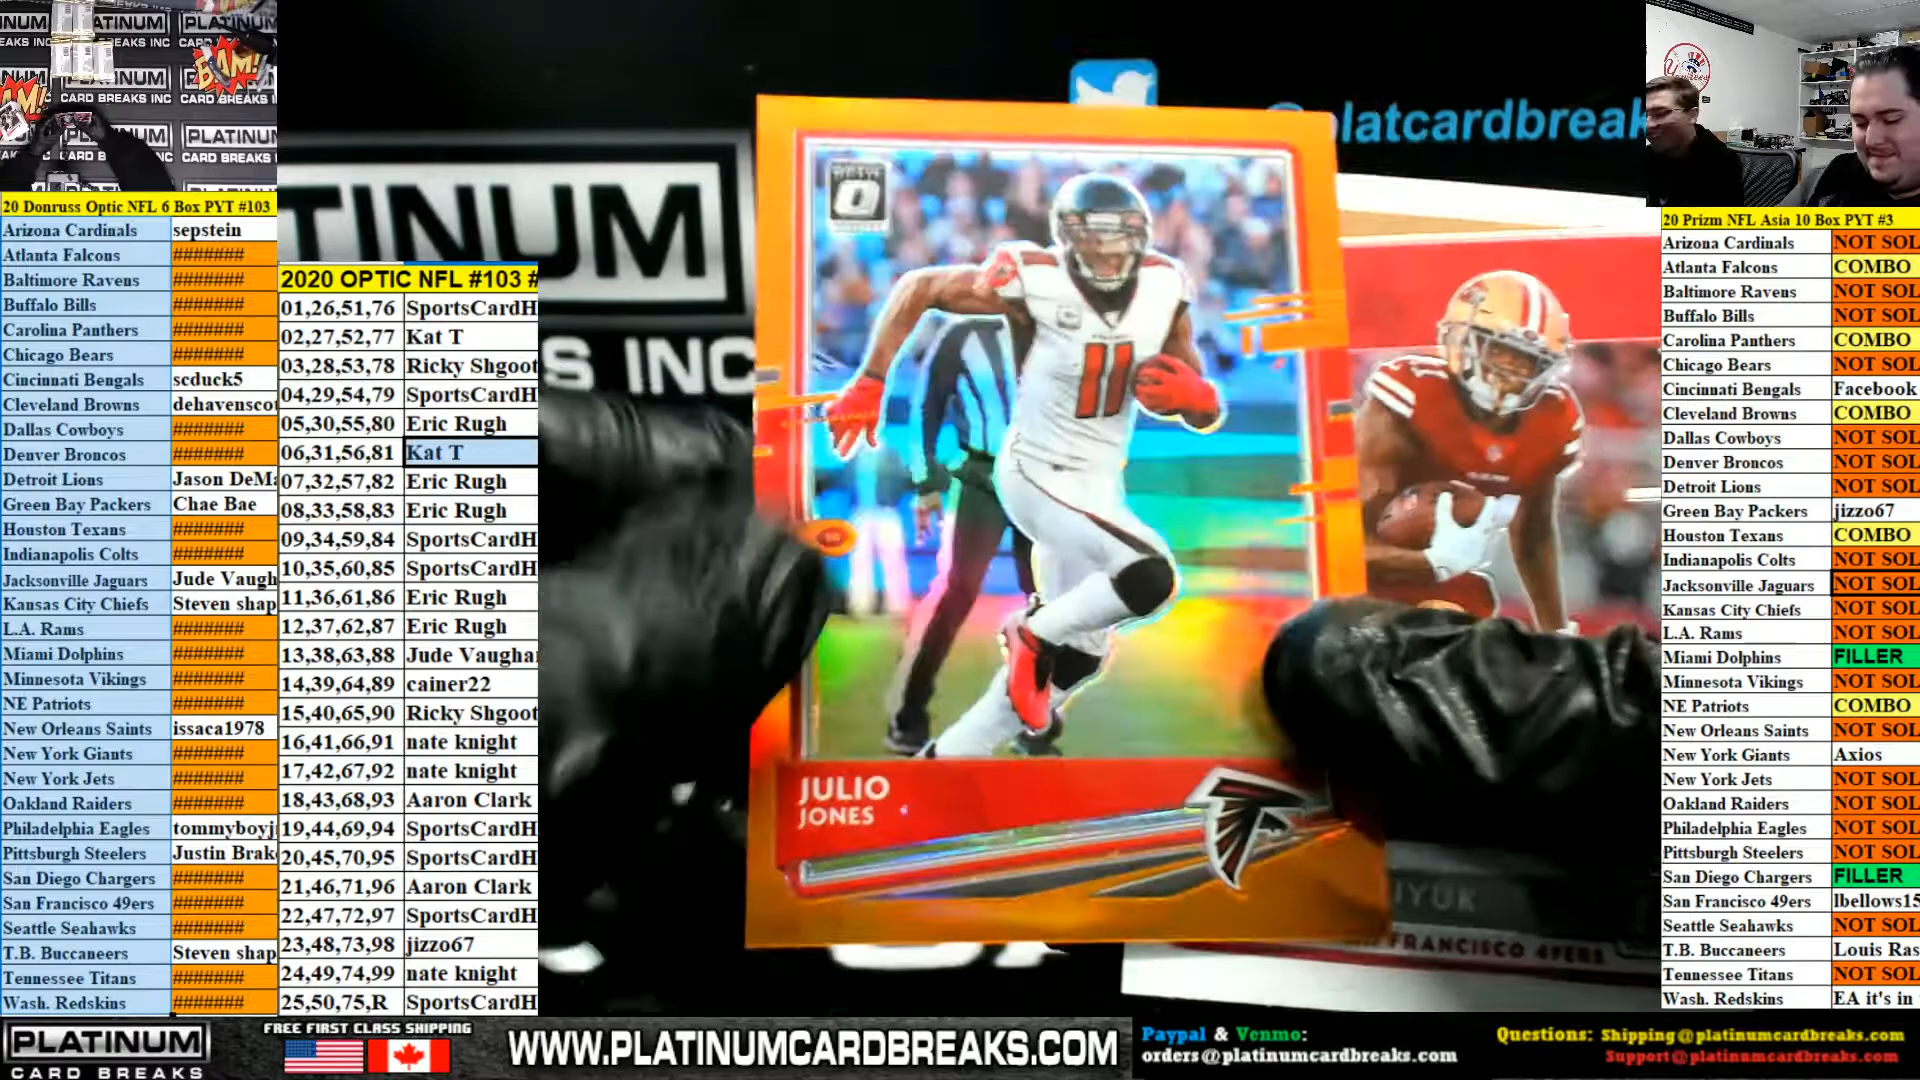 PLATINUM
CARD BREAKS INC
BAM!
20 Donruss Optic NFL 6 Box PYT #103
Arizona Cardinals sepstein
Atlanta Falcons #######
Baltimore Ravens #######
Buffalo Bills #######
Carolina Panthers #######
Chicago Bears #######
Cincinnati Bengals scduck5
Cleveland Browns dehavenscot
Dallas Cowboys #######
Denver Broncos #######
Detroit Lions Jason DeMa
Green Bay Packers Chae Bae
Houston Texans #######
Indianapolis Colts #######
Jacksonville Jaguars Jude Vaugh
Kansas City Chiefs Steven shap
L.A. Rams #######
Miami Dolphins #######
Minnesota Vikings #######
NE Patriots #######
New Orleans Saints issaca1978
New York Giants #######
New York Jets #######
Oakland Raiders #######
Philadelphia Eagles tommyboyj
Pittsburgh Steelers Justin Brak
San Diego Chargers #######
San Francisco 49ers #######
Seattle Seahawks #######
T.B. Buccaneers Steven shap
Tennessee Titans #######
Wash. Redskins #######
2020 OPTIC NFL #103 #
01,26,51,76 SportsCardH
02,27,52,77 Kat T
03,28,53,78 Ricky Shgoot
04,29,54,79 SportsCardH
05,30,55,80 Eric Rugh
06,31,56,81 Kat T
07,32,57,82 Eric Rugh
08,33,58,83 Eric Rugh
09,34,59,84 SportsCardH
10,35,60,85 SportsCardH
11,36,61,86 Eric Rugh
12,37,62,87 Eric Rugh
13,38,63,88 Jude Vaugha
14,39,64,89 cainer22
15,40,65,90 Ricky Shgoot
16,41,66,91 nate knight
17,42,67,92 nate knight
18,43,68,93 Aaron Clark
19,44,69,94 SportsCardH
20,45,70,95 SportsCardH
21,46,71,96 Aaron Clark
22,47,72,97 SportsCardH
23,48,73,98 jizzo67
24,49,74,99 nate knight
25,50,75,R SportsCardH
TINUM
S INC
@platcardbreak
11
JULIO
JONES
IYUK
FRANCISCO 49ERS
Yankees
20 Prizm NFL Asia 10 Box PYT #3
Arizona Cardinals NOT SOL
Atlanta Falcons COMBO
Baltimore Ravens NOT SOL
Buffalo Bills NOT SOL
Carolina Panthers COMBO
Chicago Bears NOT SOL
Cincinnati Bengals Facebook
Cleveland Browns COMBO
Dallas Cowboys NOT SOL
Denver Broncos NOT SOL
Detroit Lions NOT SOL
Green Bay Packers jizzo67
Houston Texans COMBO
Indianapolis Colts NOT SOL
Jacksonville Jaguars NOT SOL
Kansas City Chiefs NOT SOL
L.A. Rams NOT SOL
Miami Dolphins FILLER
Minnesota Vikings NOT SOL
NE Patriots COMBO
New Orleans Saints NOT SOL
New York Giants Axios
New York Jets NOT SOL
Oakland Raiders NOT SOL
Philadelphia Eagles NOT SOL
Pittsburgh Steelers NOT SOL
San Diego Chargers FILLER
San Francisco 49ers lbellows15
Seattle Seahawks NOT SOL
T.B. Buccaneers Louis Ras
Tennessee Titans NOT SOL
Wash. Redskins EA it's in
PLATINUM
CARD BREAKS
FREE FIRST CLASS SHIPPING
WWW.PLATINUMCARDBREAKS.COM
Paypal & Venmo:
orders@platinumcardbreaks.com
Questions: Shipping@platinumcardbreaks.com
Support@platinumcardbreaks.com